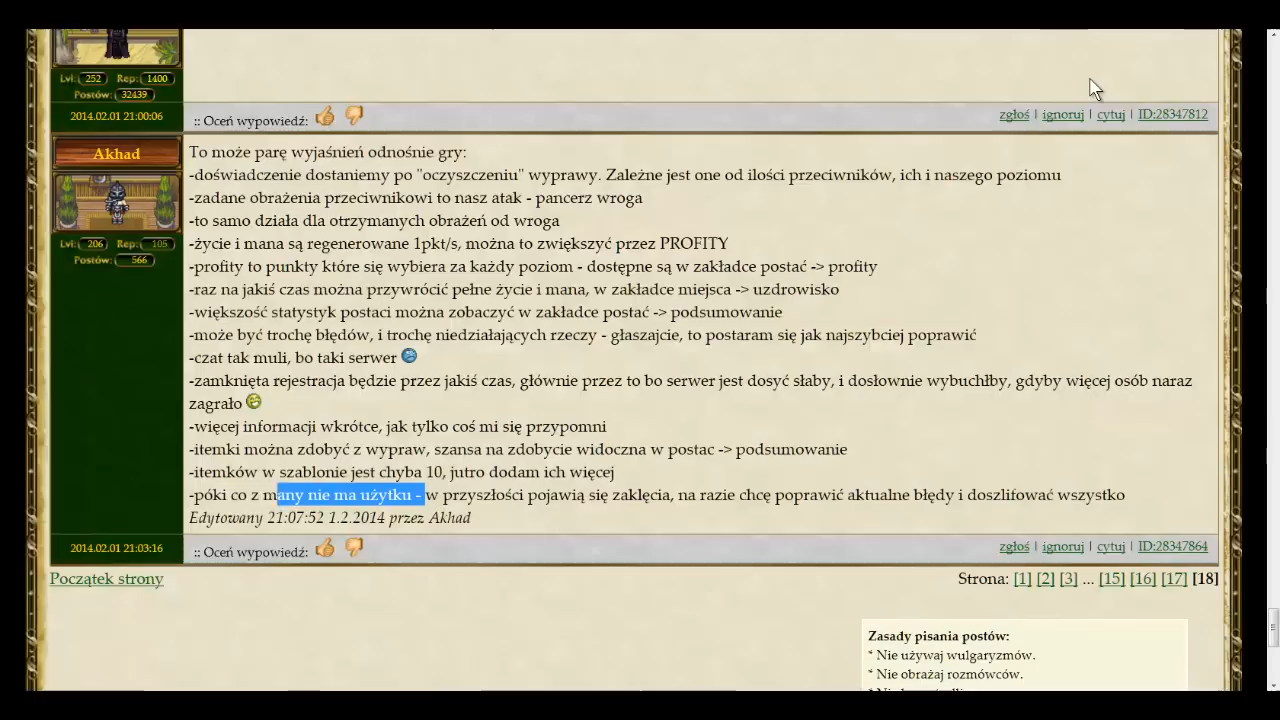 Lvl: 252 Rep: 1400
Postów: 32439
2014.02.01 21:00:06
:: Oceń wypowiedź:
zgłoś | ignoruj | cytuj | ID:28347812
Akhad
Lvl: 206 Rep: 105
Postów: 566
To może parę wyjaśnień odnośnie gry:
-doświadczenie dostaniemy po "oczyszczeniu" wyprawy. Zależne jest one od ilości przeciwników, ich i naszego poziomu
-zadane obrażenia przeciwnikowi to nasz atak - pancerz wroga
-to samo działa dla otrzymanych obrażeń od wroga
-życie i mana są regenerowane 1pkt/s, można to zwiększyć przez PROFITY
-profity to punkty które się wybiera za każdy poziom - dostępne są w zakładce postać -> profity
-raz na jakiś czas można przywrócić pełne życie i mana, w zakładce miejsca -> uzdrowisko
-większość statystyk postaci można zobaczyć w zakładce postać -> podsumowanie
-może być trochę błędów, i trochę niedziałających rzeczy - głaszajcie, to postaram się jak najszybciej poprawić
-czat tak muli, bo taki serwer
-zamknięta rejestracja będzie przez jakiś czas, głównie przez to bo serwer jest dosyć słaby, i dosłownie wybuchłby, gdyby więcej osób naraz
zagrało
-więcej informacji wkrótce, jak tylko coś mi się przypomni
-itemki można zdobyć z wypraw, szansa na zdobycie widoczna w postac -> podsumowanie
-itemków w szablonie jest chyba 10, jutro dodam ich więcej
-póki co z many nie ma użytku - w przyszłości pojawią się zaklęcia, na razie chcę poprawić aktualne błędy i doszlifować wszystko
Edytowany 21:07:52 1.2.2014 przez Akhad
2014.02.01 21:03:16
:: Oceń wypowiedź:
zgłoś | ignoruj | cytuj | ID:28347864
Początek strony
Strona: [1] [2] [3] ... [15] [16] [17] [18]
Zasady pisania postów:
* Nie używaj wulgaryzmów.
* Nie obrażaj rozmówców.